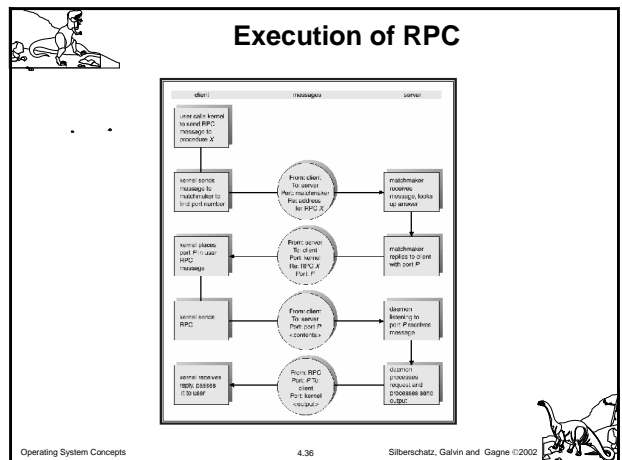 Execution of RPC
client messages server
user calls kernel
to send RPC
message to
procedure X
kernel sends
message to
matchmaker to
find port number
From: client
To: server
Port: matchmaker
Re: address
for RPC X
matchmaker
receives
message, looks
up answer
kernel places
port P in user
RPC
message
From: server
To: client
Port: kernel
Re: RPC X
Port: P
matchmaker
replies to client
with port P
kernel sends
RPC
From: client
To: server
Port: port P
<contents>
daemon
listening to
port P receives
message
kernel receives
reply, passes
it to user
From: RPC
Port: P To:
client
Port: kernel
<output>
daemon
processes
request and
processes send
output
Operating System Concepts 4.36 Silberschatz, Galvin and Gagne ©2002